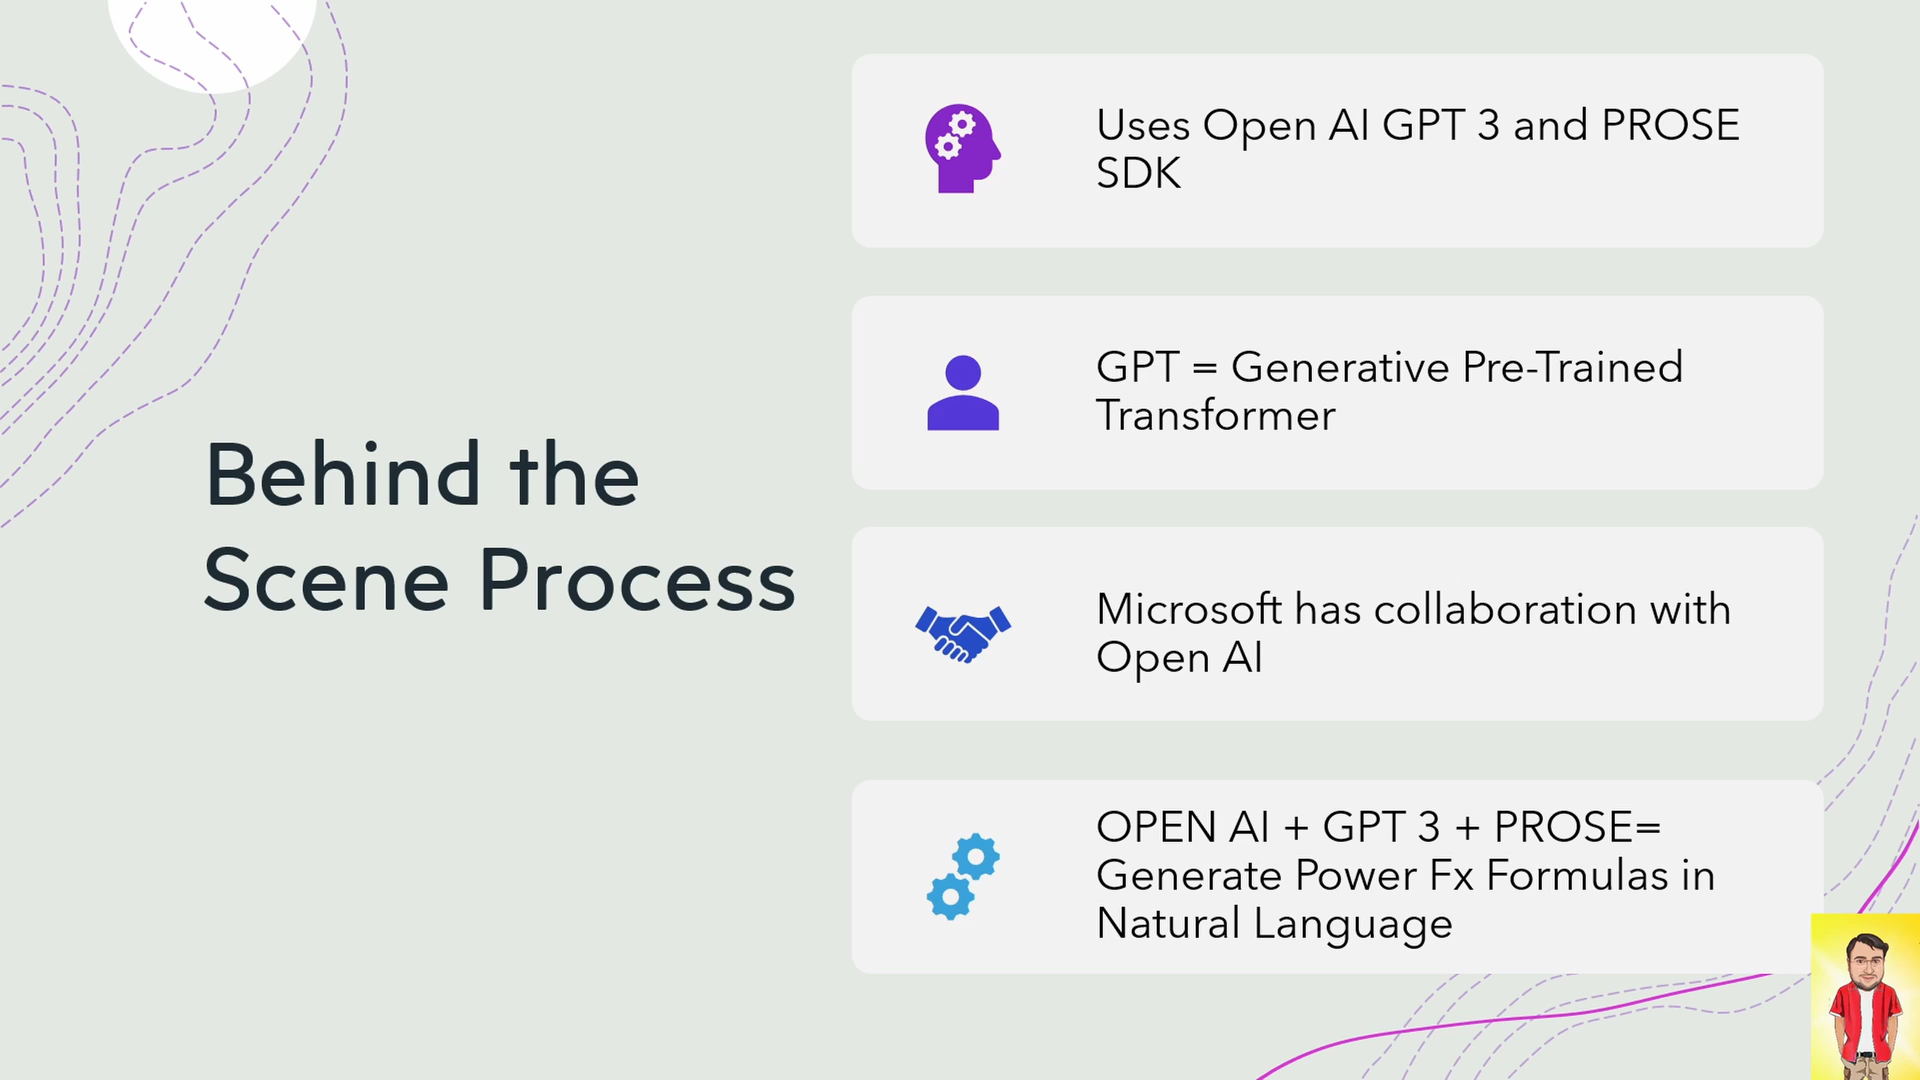 Behind the
Scene Process
Uses Open AI GPT 3 and PROSE
SDK
GPT = Generative Pre-Trained
Transformer
Microsoft has collaboration with
Open AI
OPEN AI + GPT 3 + PROSE=
Generate Power Fx Formulas in
Natural Language